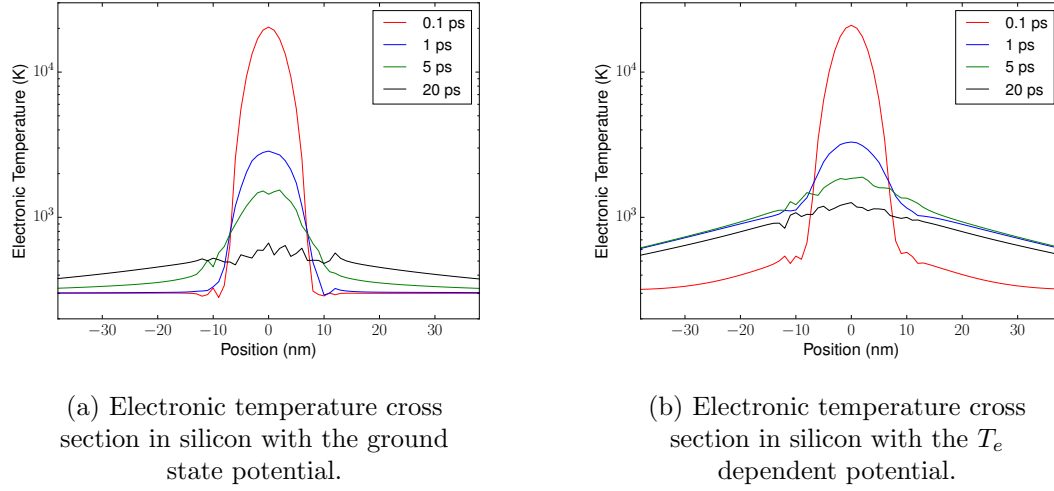 0.1 ps
1 ps
5 ps
20 ps
Electronic Temperature (K)
10^4
10^3
−30 −20 −10 0 10 20 30
Position (nm)
(a) Electronic temperature cross
section in silicon with the ground
state potential.
0.1 ps
1 ps
5 ps
20 ps
Electronic Temperature (K)
10^4
10^3
−30 −20 −10 0 10 20 30
Position (nm)
(b) Electronic temperature cross
section in silicon with the T_e
dependent potential.